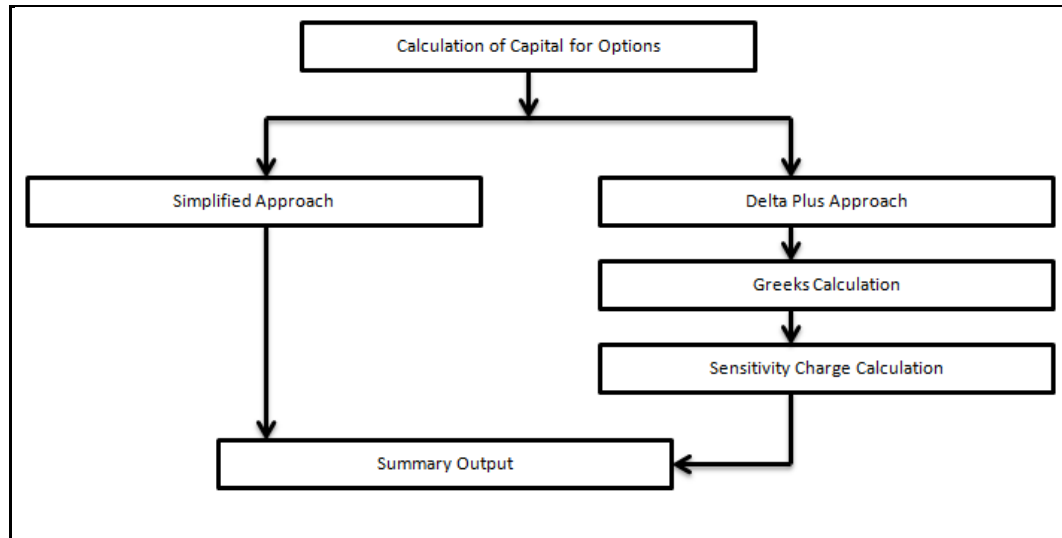 Calculation of Capital for Options
Simplified Approach
Delta Plus Approach
Greeks Calculation
Sensitivity Charge Calculation
Summary Output